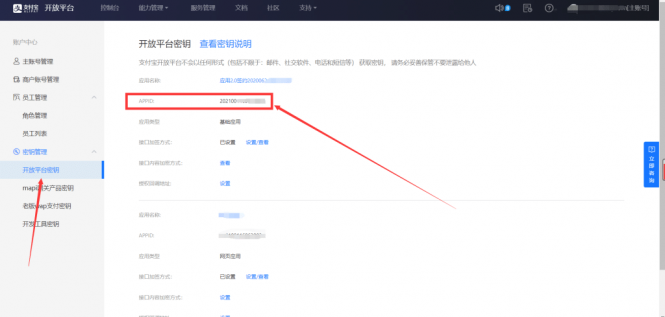 支付宝 开放平台 控制台 能力管理 服务管理 文档 社区 支持
(主账号)
账户中心
主账号管理
商户账号管理
员工管理
角色管理
员工列表
密钥管理
开放平台密钥
mapi网关产品密钥
老版wap支付密钥
开发工具密钥
开放平台密钥 查看密钥说明
支付宝开放平台不会以任何形式(包括不限于:邮件、社交软件、电话和短信等)获取密钥,请务必妥善保管不要泄露给他人
应用名称:
APPID: 202100
应用类型 基础应用
接口加签方式: 已设置 设置/查看
接口内容加密方式: 查看
授权回调地址: 设置
应用名称:
APPID:
应用类型 网页应用
接口加签方式: 已设置 设置/查看
接口内容加密方式: 设置
立即咨询